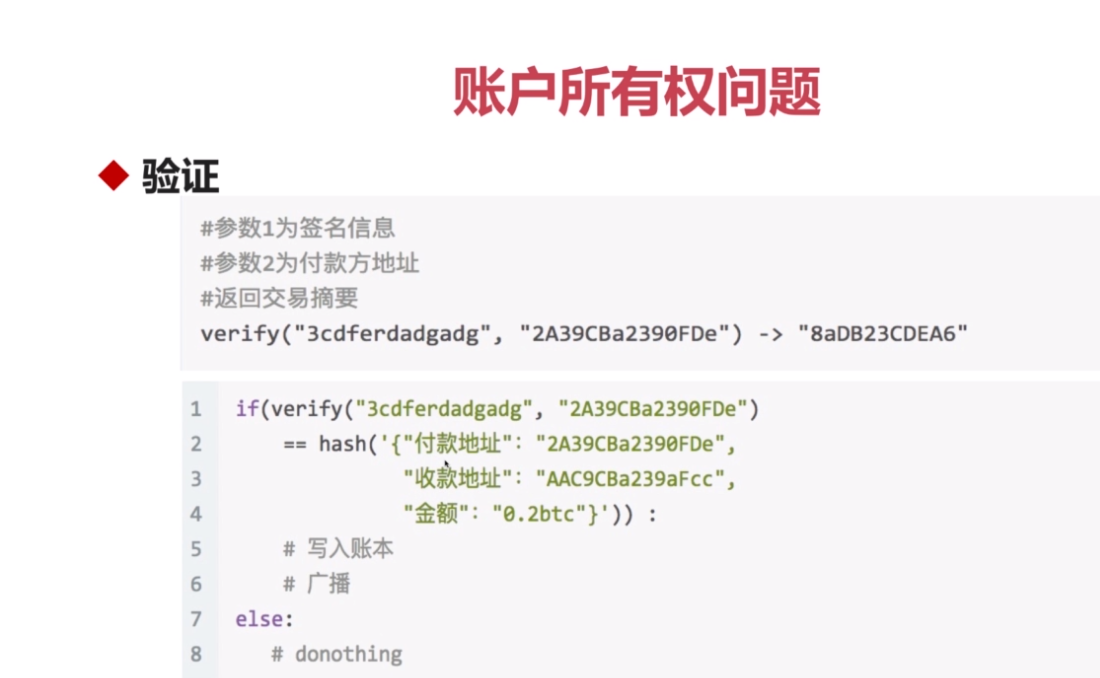 账户所有权问题
验证
#参数1为签名信息
#参数2为付款方地址
#返回交易摘要
verify("3cdferdadgadg", "2A39CBa2390FDe") -> "8aDB23CDEA6"
1 if(verify("3cdferdadgadg", "2A39CBa2390FDe")
2 == hash('{"付款地址": "2A39CBa2390FDe",
3 "收款地址": "AAC9CBa239aFcc",
4 "金额": "0.2btc"}')) :
5 # 写入账本
6 # 广播
7 else:
8 # donothing